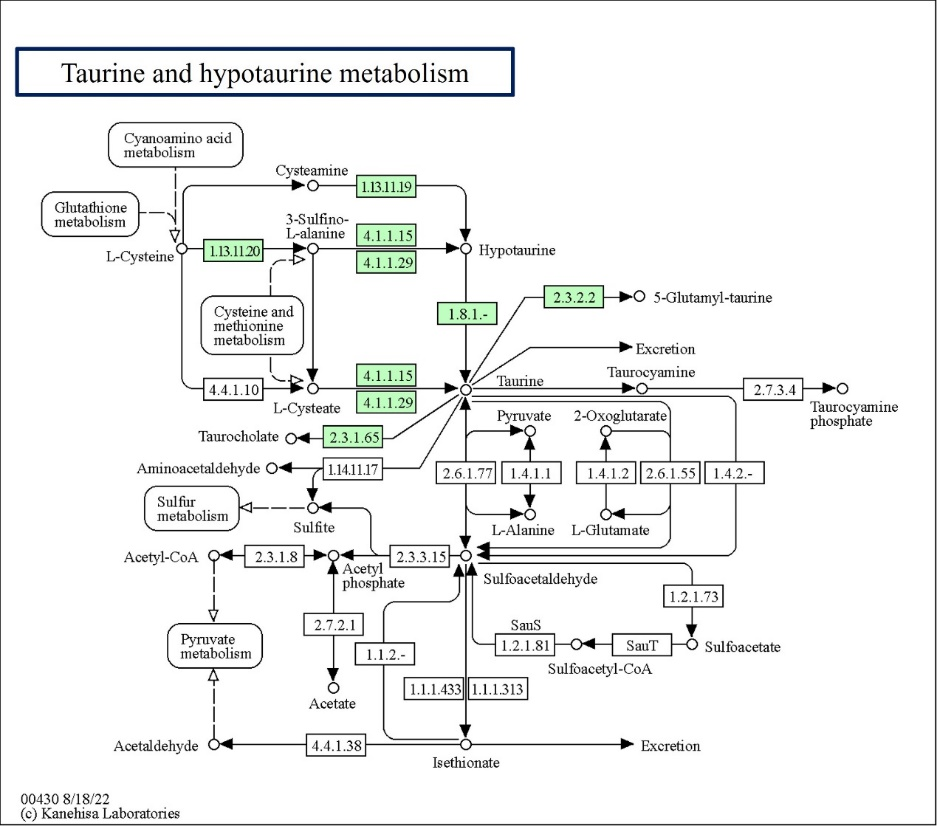 Taurine and hypotaurine metabolism
Cyanoamino acid
metabolism
Cysteamine
1.13.11.19
Glutathione
metabolism
3-Sulfino-
L-alanine
4.1.1.15
L-Cysteine
1.13.11.20
4.1.1.29
Hypotaurine
Cysteine and
methionine
metabolism
1.8.1.-
2.3.2.2
5-Glutamyl-taurine
Excretion
4.4.1.10
L-Cysteate
4.1.1.15
4.1.1.29
Taurine
Taurocyamine
2.7.3.4
Taurocyamine
phosphate
Taurocholate
2.3.1.65
Pyruvate
2-Oxoglutarate
Aminoacetaldehyde
1.14.11.17
2.6.1.77
1.4.1.1
1.4.1.2
2.6.1.55
1.4.2.-
Sulfur
metabolism
Sulfite
L-Alanine
L-Glutamate
Acetyl-CoA
2.3.1.8
Acetyl
phosphate
2.3.3.15
Sulfoacetaldehyde
1.2.1.73
2.7.2.1
Pyruvate
metabolism
1.1.2.-
SauS
1.2.1.81
SauT
Sulfoacetate
Sulfoacetyl-CoA
1.1.1.433
1.1.1.313
Acetate
Acetaldehyde
4.4.1.38
Isethionate
Excretion
00430 8/18/22
(c) Kanehisa Laboratories